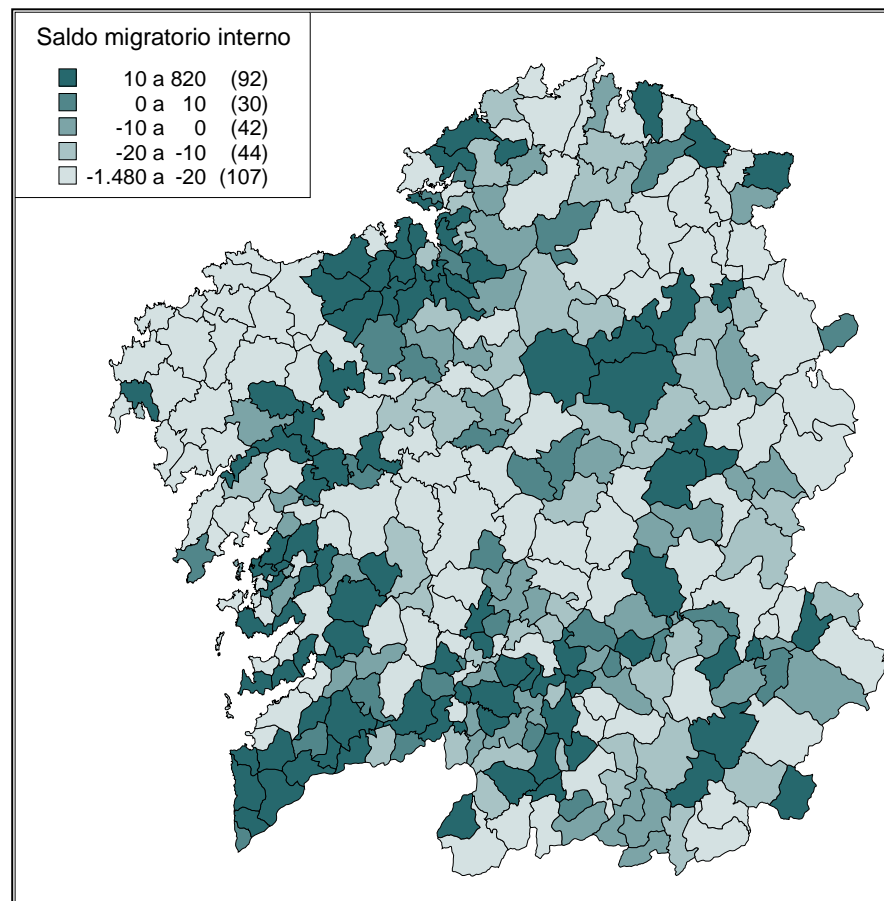 Saldo migratorio interno
10 a 820 (92)
0 a 10 (30)
-10 a 0 (42)
-20 a -10 (44)
-1.480 a -20 (107)